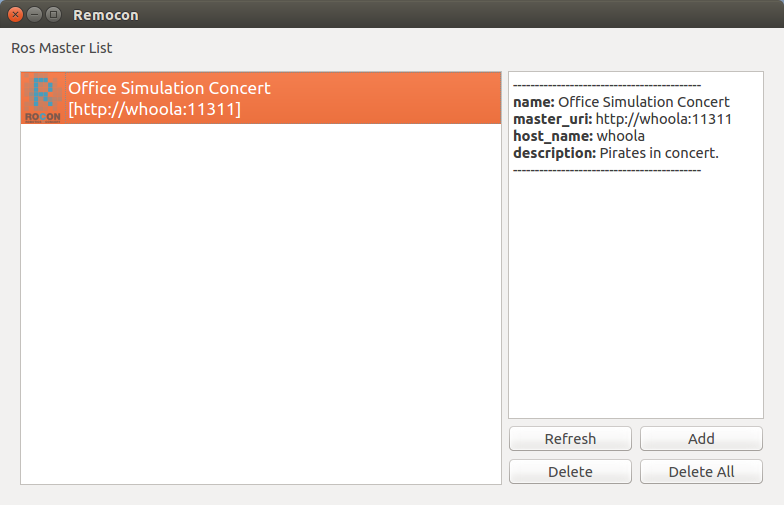 Remocon
Ros Master List
Office Simulation Concert
[http://whoola:11311]
ROCON
-------------------------------------------
name: Office Simulation Concert
master_uri: http://whoola:11311
host_name: whoola
description: Pirates in concert.
-------------------------------------------
Refresh
Add
Delete
Delete All